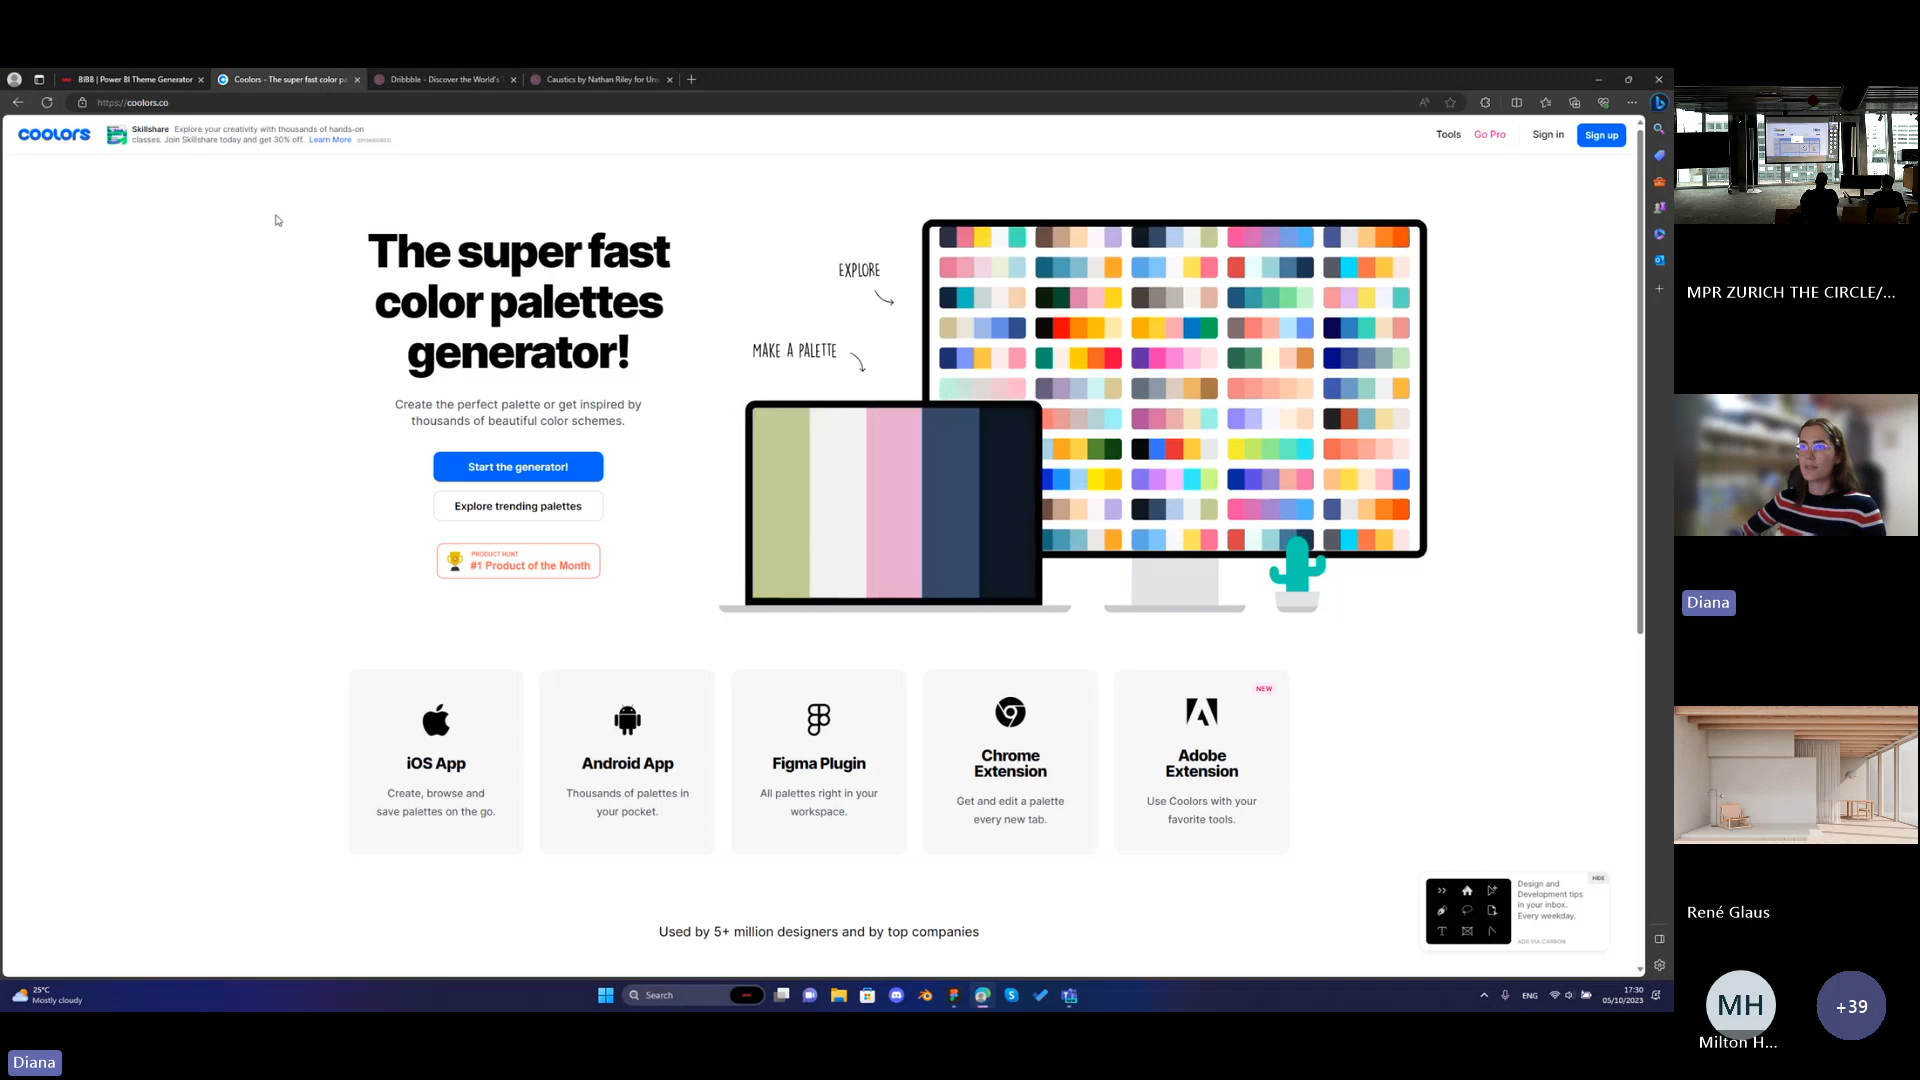 BIBB | Power BI Theme Generator
Coolors - The super fast color pa
Dribbble - Discover the World's
Caustics by Nathan Riley for Un
https://coolors.co
coolors
Skillshare Explore your creativity with thousands of hands-on
classes. Join Skillshare today and get 30% off. Learn More SPONSORED
Tools
Go Pro
Sign in
Sign up
The super fast
color palettes
generator!
EXPLORE
MAKE A PALETTE
Create the perfect palette or get inspired by
thousands of beautiful color schemes.
Start the generator!
Explore trending palettes
PRODUCT HUNT
#1 Product of the Month
iOS App
Create, browse and
save palettes on the go.
Android App
Thousands of palettes in
your pocket.
Figma Plugin
All palettes right in your
workspace.
Chrome
Extension
Get and edit a palette
every new tab.
NEW
Adobe
Extension
Use Coolors with your
favorite tools.
HIDE
Design and
Development tips
in your inbox.
Every weekday.
ADS VIA CARBON
Used by 5+ million designers and by top companies
25°C
Mostly cloudy
Search
ENG
17:30
05/10/2023
Diana
MPR ZURICH THE CIRCLE/...
Diana
René Glaus
MH
Milton H...
+39